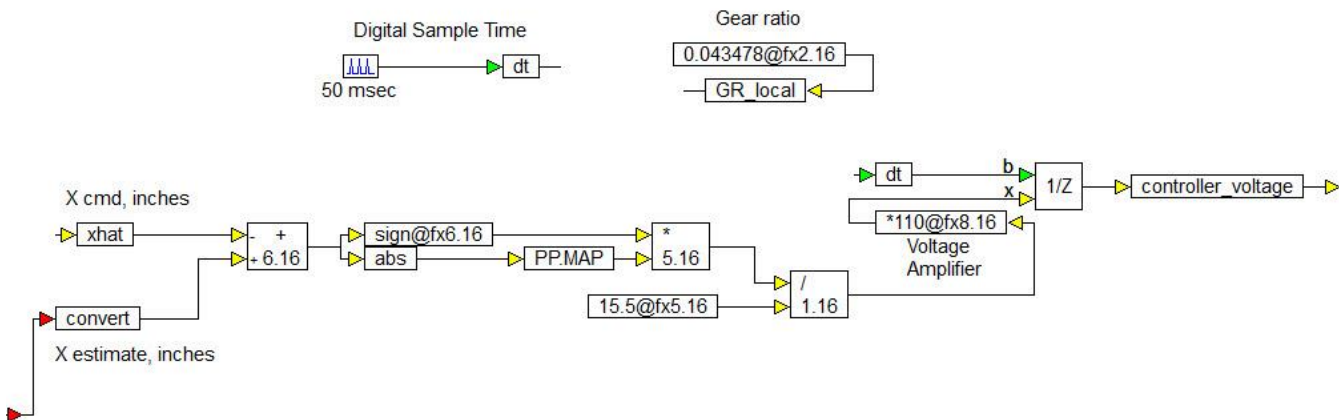 Gear ratio
Digital Sample Time
0.043478@fx2.16
dt
50 msec
GR_local
dt
b
1/Z
controller_voltage
x
X cmd, inches
*110@fx8.16
Voltage
Amplifier
xhat
- +
+ 6.16
sign@fx6.16
abs
PP.MAP
*
5.16
/
1.16
15.5@fx5.16
convert
X estimate, inches